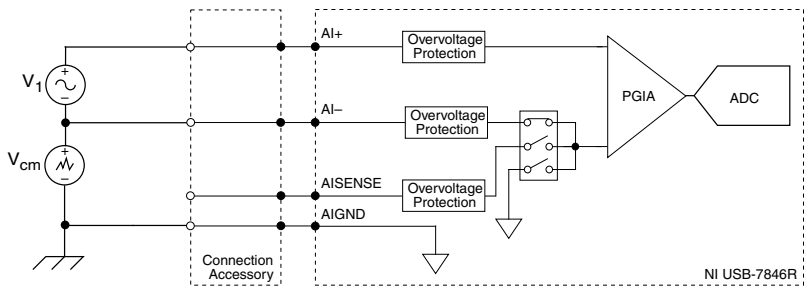 AI+
Overvoltage
Protection
+
V1
−
AI−
Overvoltage
Protection
PGIA
ADC
+
Vcm
−
AISENSE
Overvoltage
Protection
AIGND
Connection
Accessory
NI USB-7846R